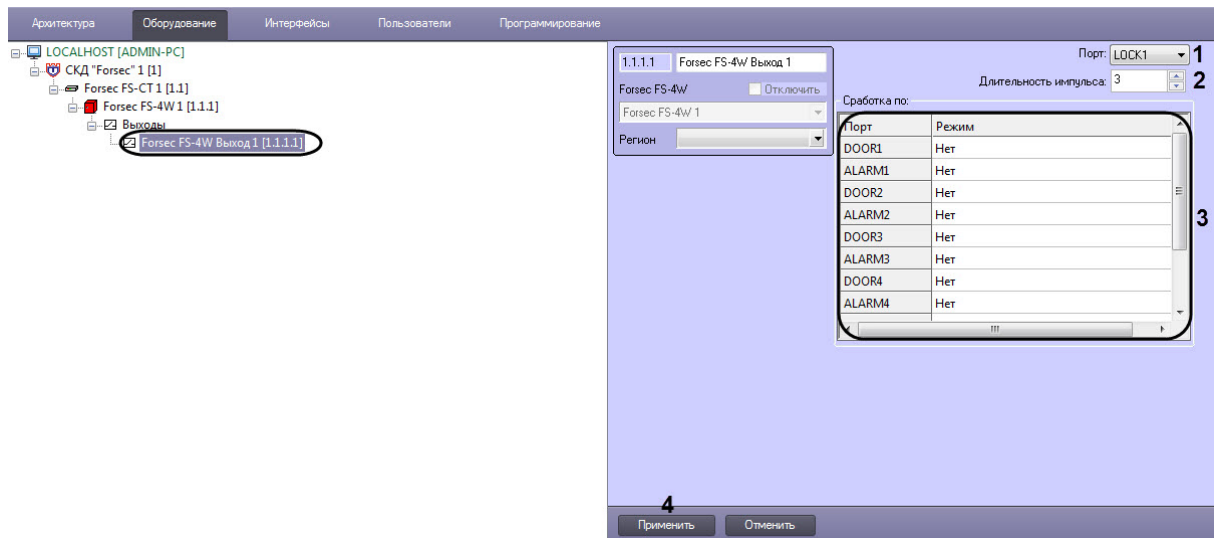 Архитектура Оборудование Интерфейсы Пользователи Программирование
LOCALHOST [ADMIN-PC]
СКД "Forsec" 1 [1]
Forsec FS-CT 1 [1.1]
Forsec FS-4W 1 [1.1.1]
Выходы
Forsec FS-4W Выход 1 [1.1.1.1]
1.1.1.1 Forsec FS-4W Выход 1
Forsec FS-4W Отключить
Forsec FS-4W 1
Регион
Порт: LOCK1 1
Длительность импульса: 3 2
Сработка по:
Порт Режим
DOOR1 Нет
ALARM1 Нет
DOOR2 Нет
ALARM2 Нет
3
DOOR3 Нет
ALARM3 Нет
DOOR4 Нет
ALARM4 Нет
4
Применить Отменить